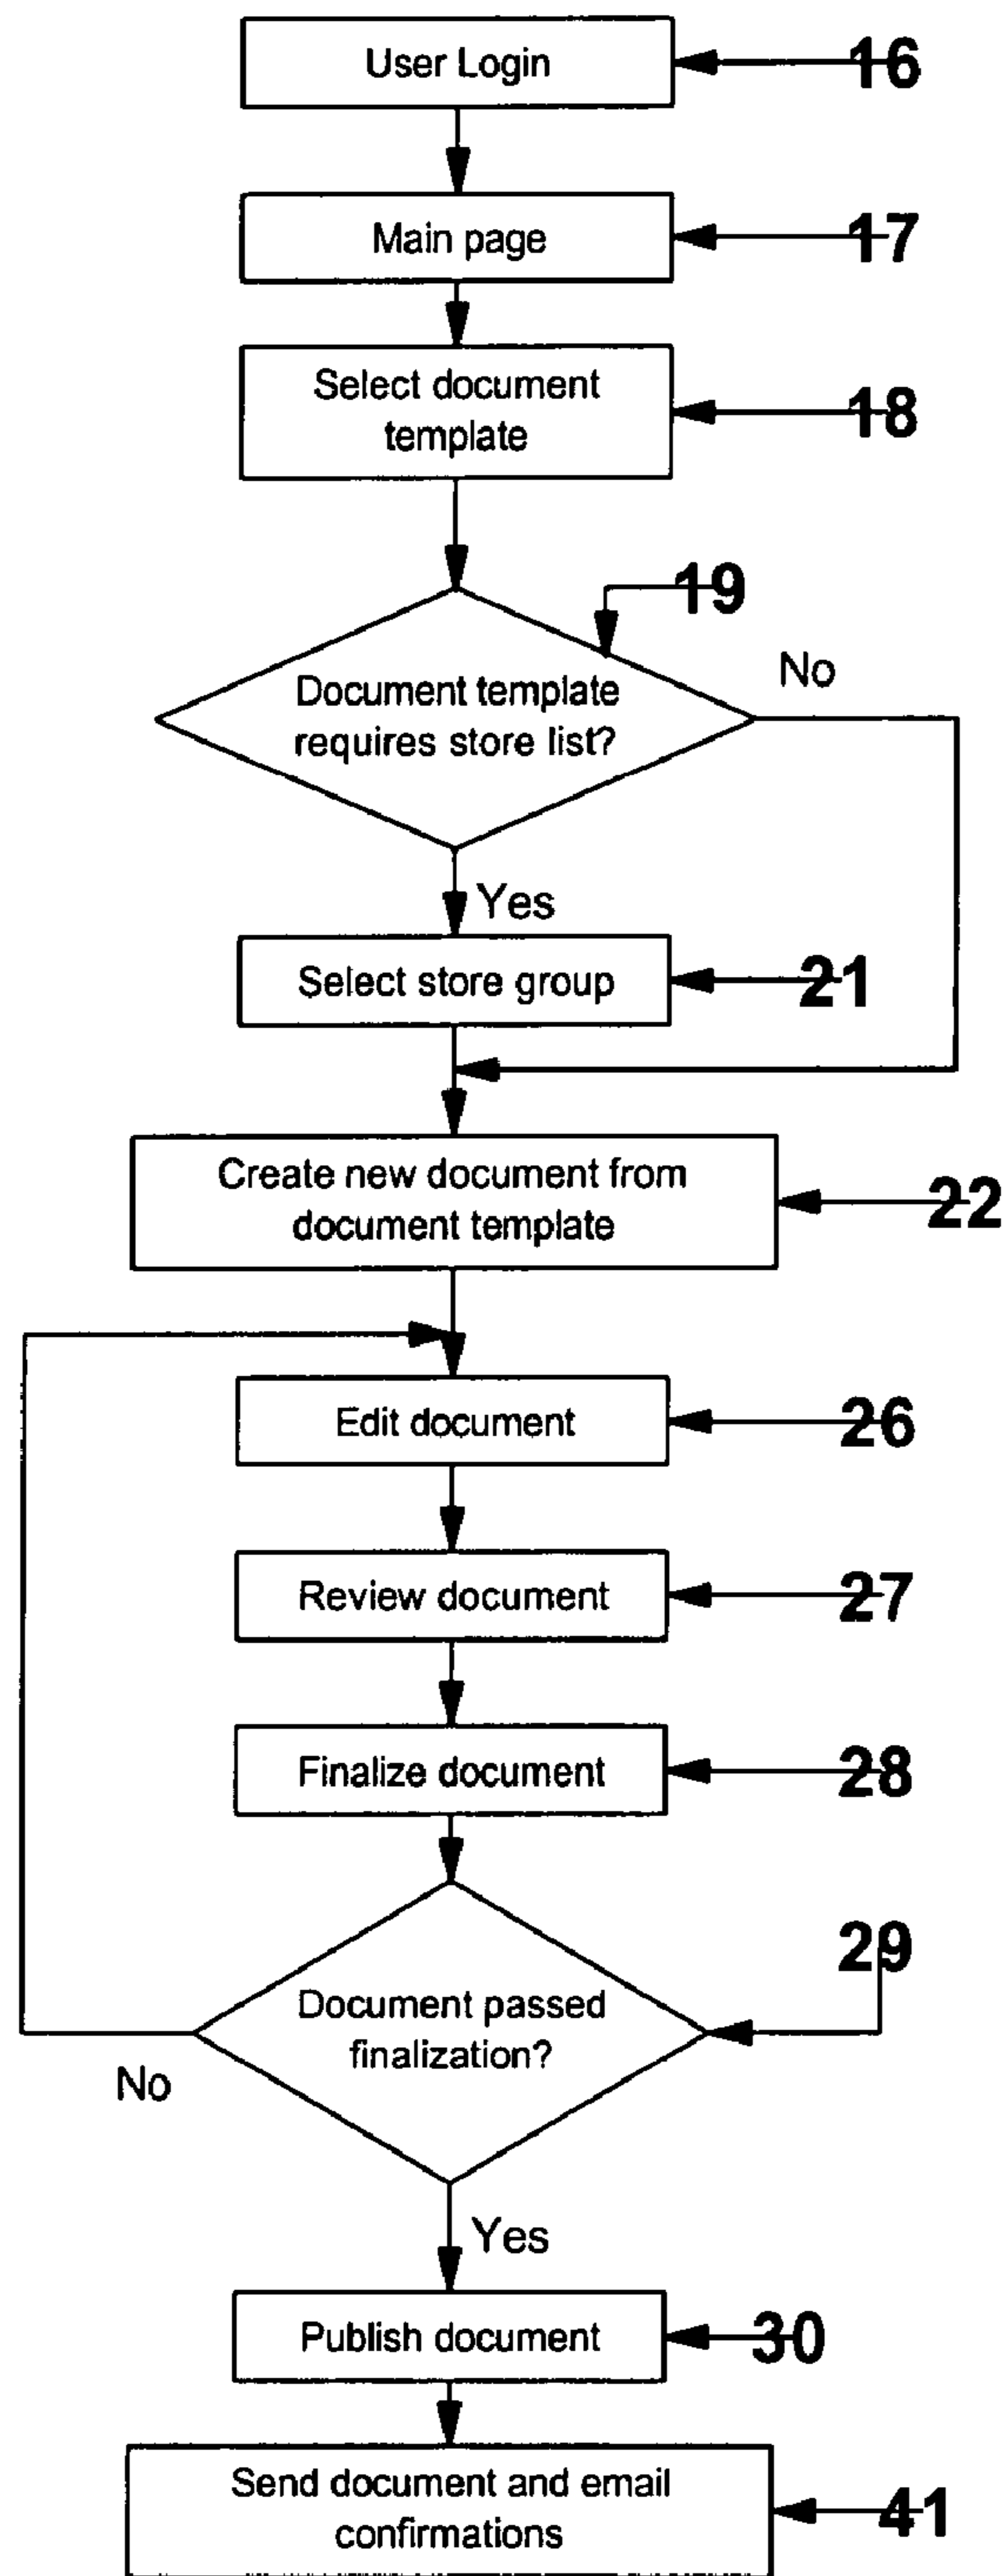 User Login
16
Main page
17
Select document
template
18
19
Document template
requires store list?
No
Yes
Select store group
21
Create new document from
document template
22
Edit document
26
Review document
27
Finalize document
28
29
Document passed
finalization?
No
Yes
Publish document
30
Send document and email
confirmations
41